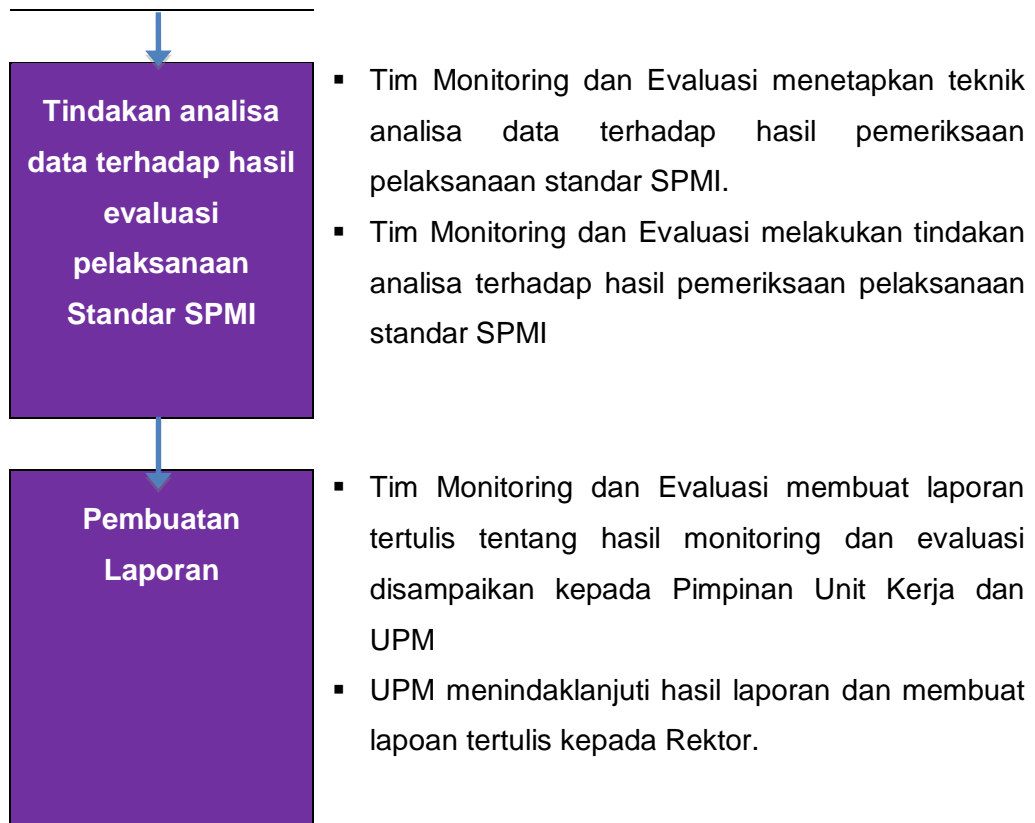 Tindakan analisa
data terhadap hasil
evaluasi
pelaksanaan
Standar SPMI
▪ Tim Monitoring dan Evaluasi menetapkan teknik
analisa data terhadap hasil pemeriksaan
pelaksanaan standar SPMI.
▪ Tim Monitoring dan Evaluasi melakukan tindakan
analisa terhadap hasil pemeriksaan pelaksanaan
standar SPMI
Pembuatan
Laporan
▪ Tim Monitoring dan Evaluasi membuat laporan
tertulis tentang hasil monitoring dan evaluasi
disampaikan kepada Pimpinan Unit Kerja dan
UPM
▪ UPM menindaklanjuti hasil laporan dan membuat
lapoan tertulis kepada Rektor.